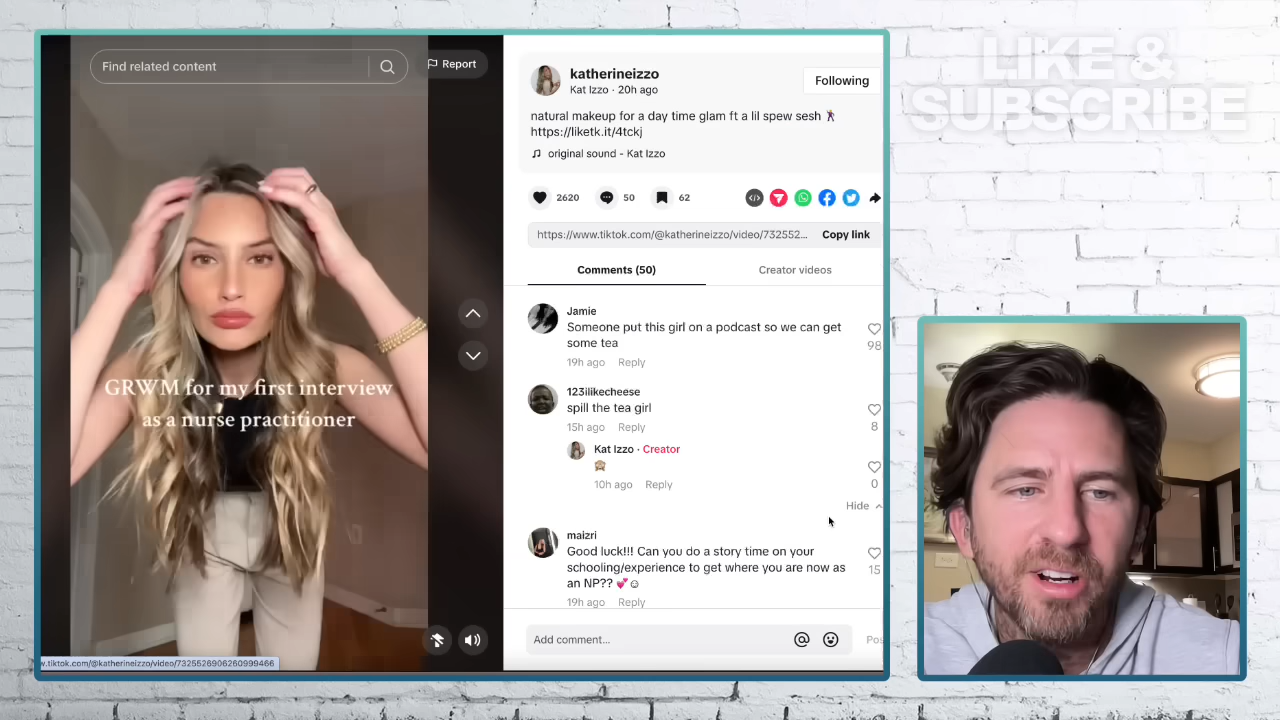 LIKE &
SUBSCRIBE
Find related content
Report
GRWM for my first interview
as a nurse practitioner
w.tiktok.com/@katherineizzo/video/7325526906260999466
katherineizzo
Kat Izzo · 20h ago
Following
natural makeup for a day time glam ft a lil spew sesh 🧟‍♀️
https://liketk.it/4tckj
original sound - Kat Izzo
2620
50
62
https://www.tiktok.com/@katherineizzo/video/732552...
Copy link
Comments (50)
Creator videos
Jamie
Someone put this girl on a podcast so we can get
some tea
98
19h ago Reply
123ilikecheese
spill the tea girl
8
15h ago Reply
Kat Izzo · Creator
🙈
0
10h ago Reply
Hide
maizri
Good luck!!! Can you do a story time on your
schooling/experience to get where you are now as
an NP?? 💕☺
15
19h ago Reply
Add comment...
Pos